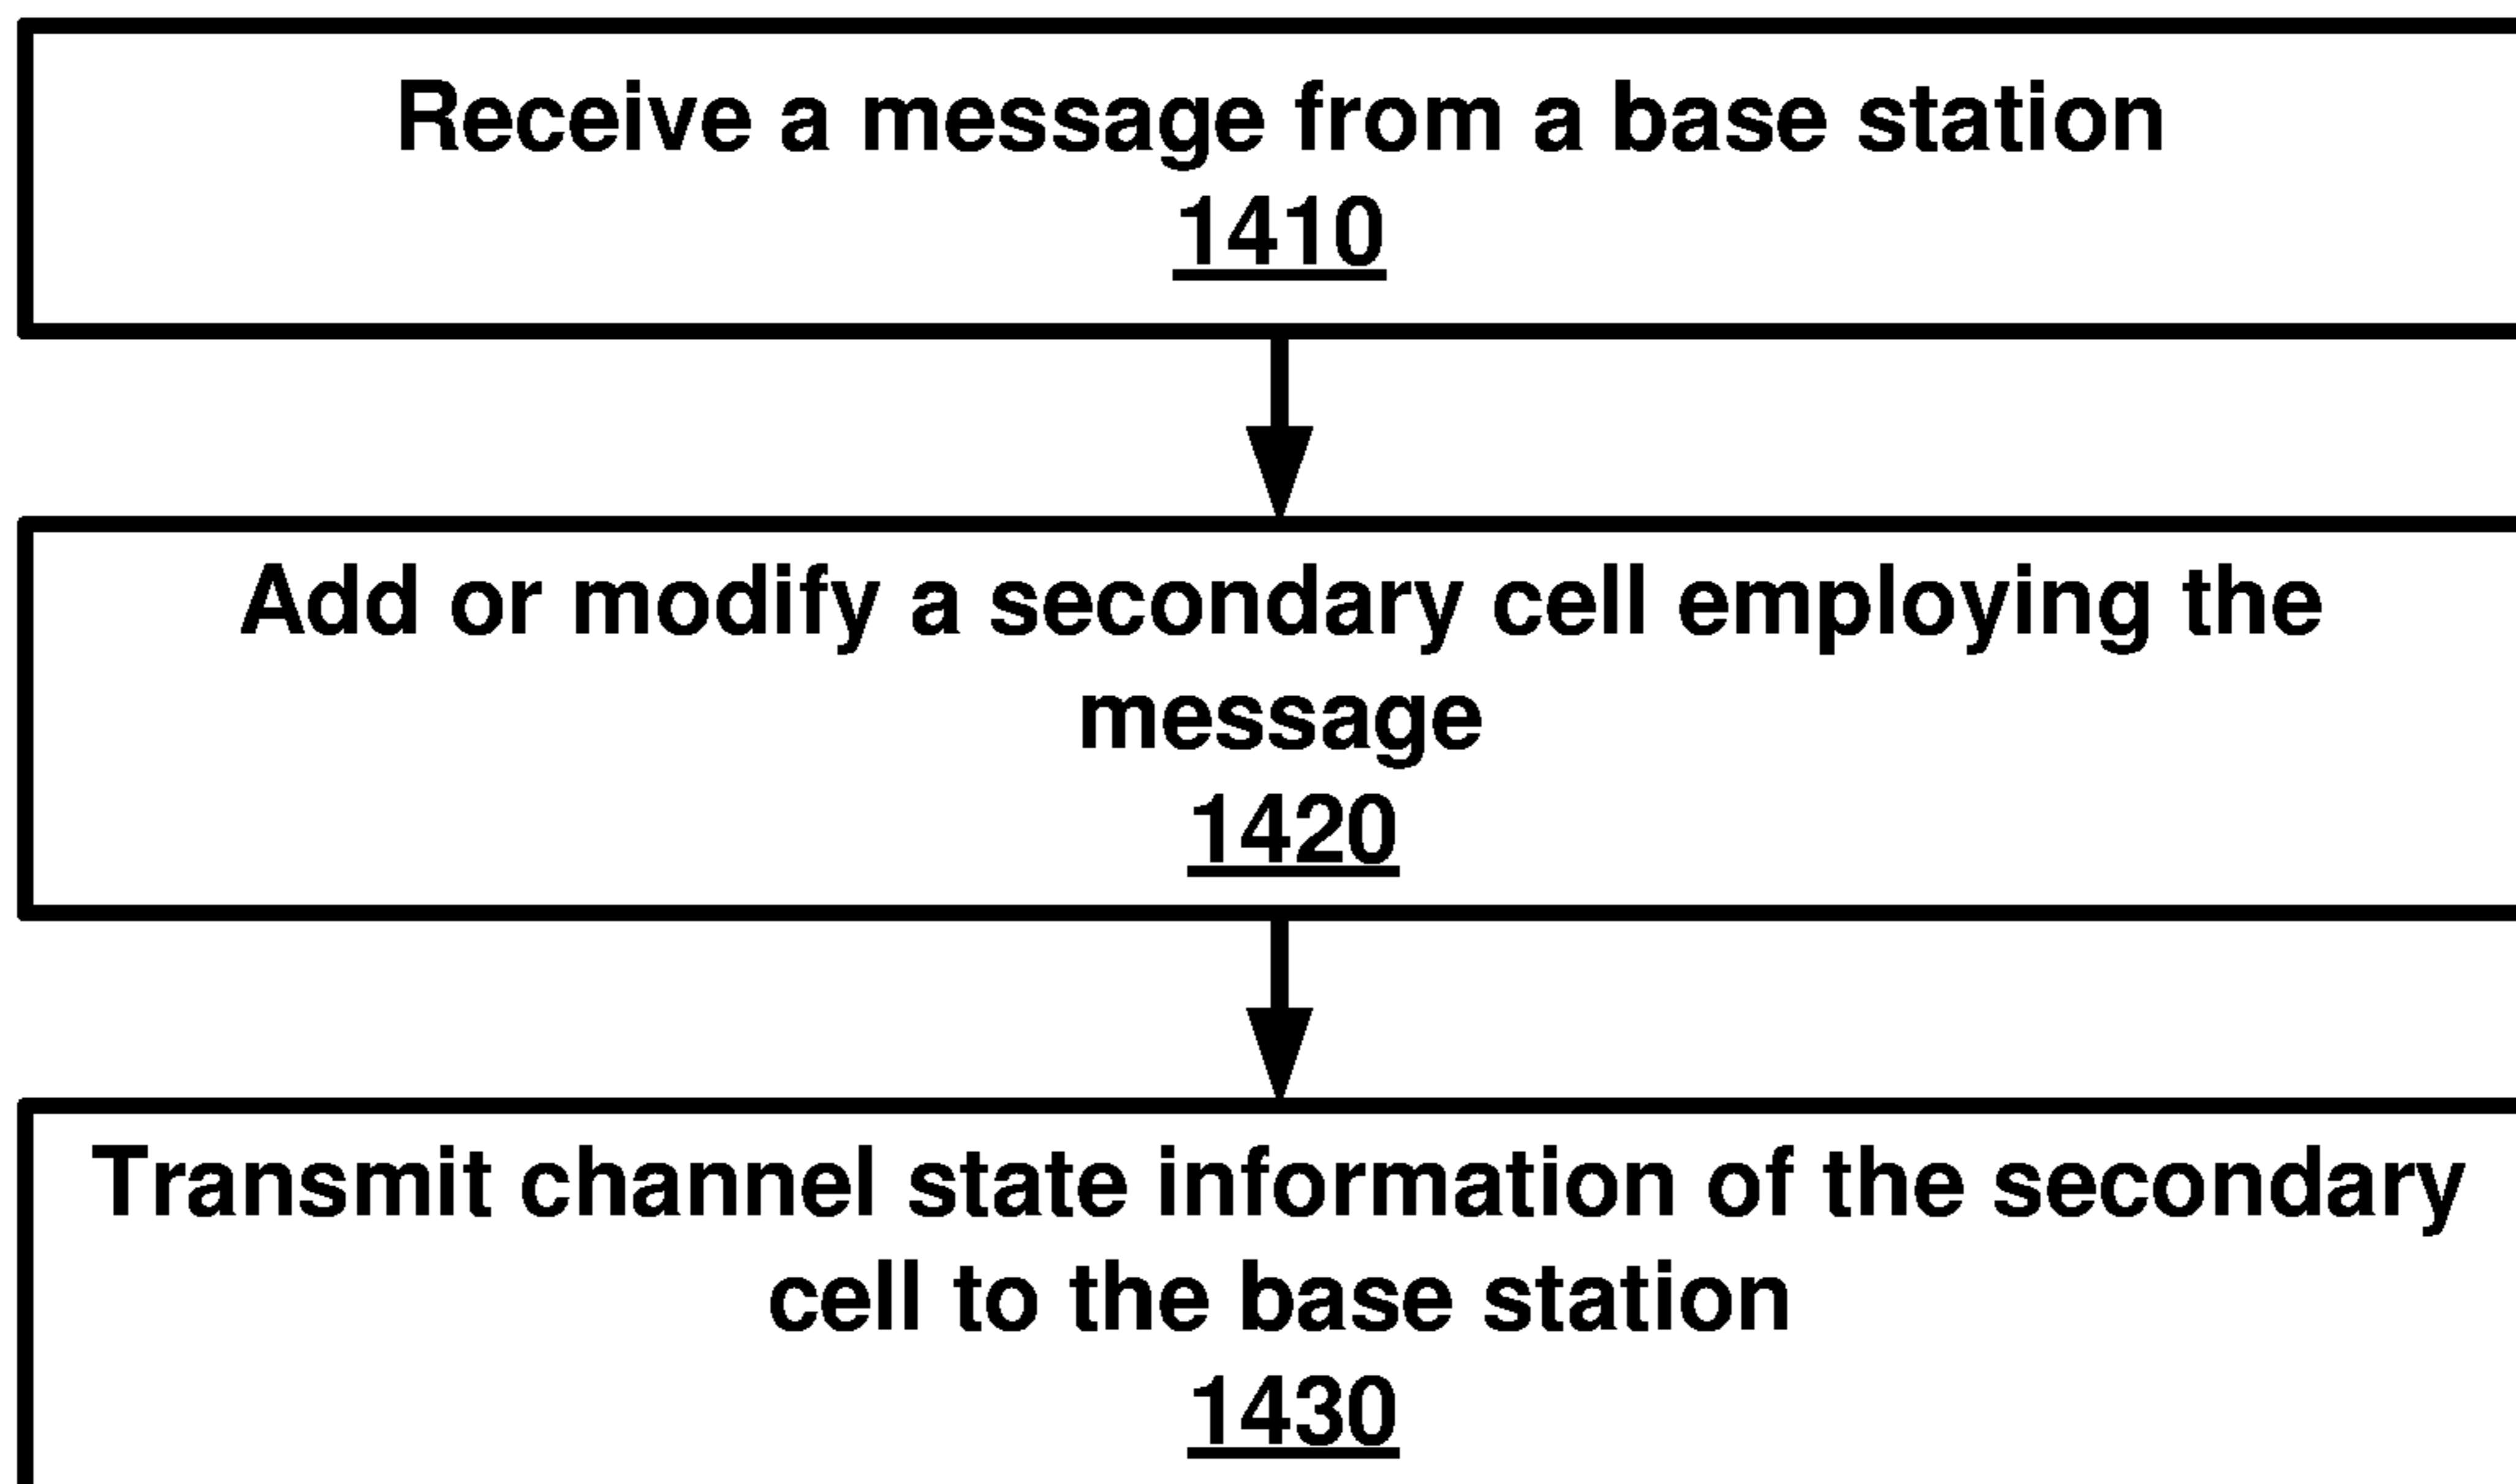 Receive a message from a base station
1410
Add or modify a secondary cell employing the
message
1420
Transmit channel state information of the secondary
cell to the base station
1430